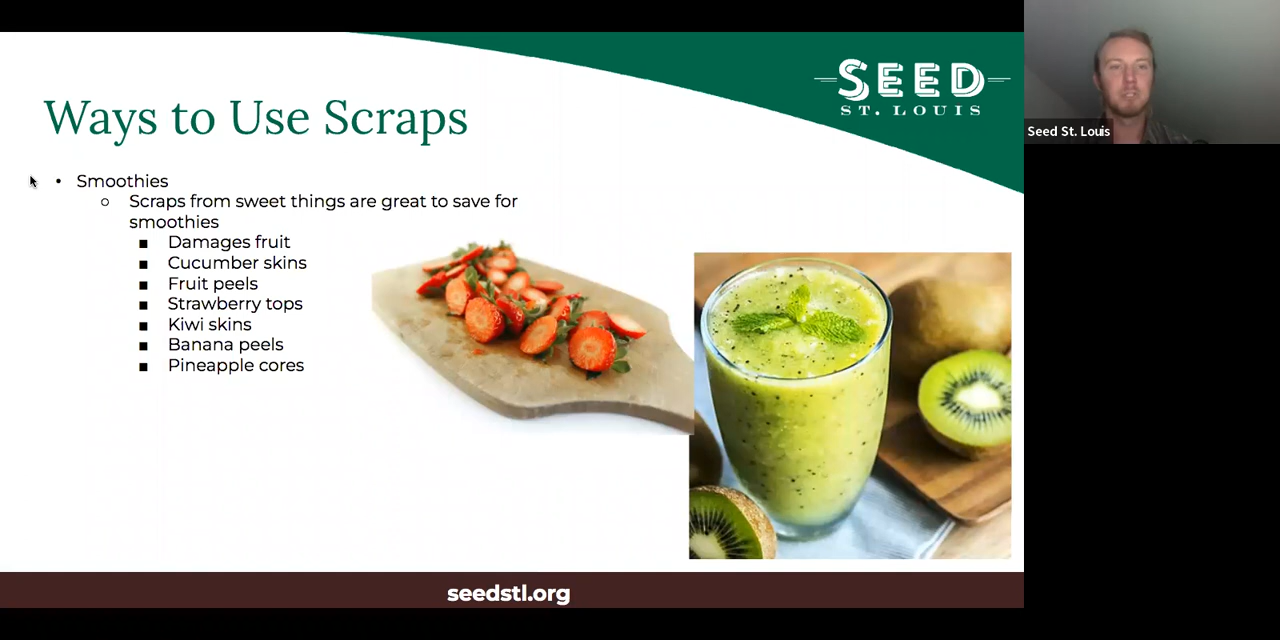 SEED
ST. LOUIS
Ways to Use Scraps
Seed St. Louis
• Smoothies
○ Scraps from sweet things are great to save for
smoothies
■ Damages fruit
■ Cucumber skins
■ Fruit peels
■ Strawberry tops
■ Kiwi skins
■ Banana peels
■ Pineapple cores
seedstl.org